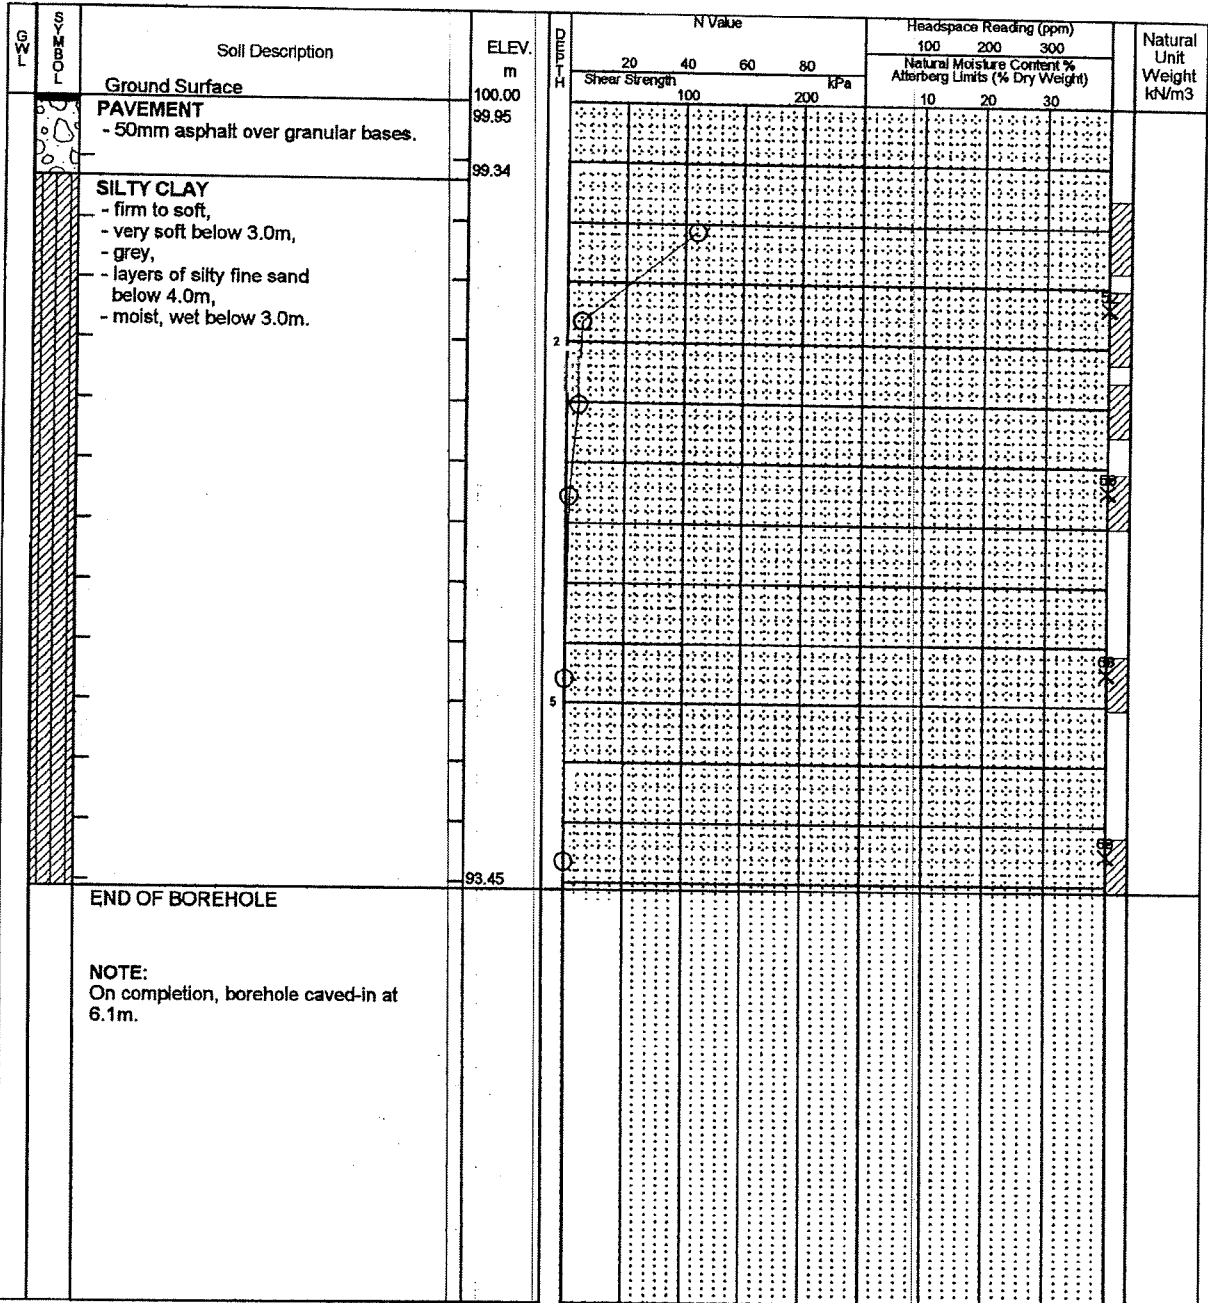 GWL
SYMBOL
Soil Description
Ground Surface
ELEV.
m
DEPTH
N Value
20 40 60 80
Shear Strength kPa
100 200
Headspace Reading (ppm)
100 200 300
Natural Moisture Content %
Atterberg Limits (% Dry Weight)
10 20 30
Natural
Unit
Weight
kN/m3
100.00
PAVEMENT
99.95
- 50mm asphalt over granular bases.
99.34
SILTY CLAY
- firm to soft,
- very soft below 3.0m,
- grey,
- layers of silty fine sand
below 4.0m,
- moist, wet below 3.0m.
2
5
93.45
END OF BOREHOLE
NOTE:
On completion, borehole caved-in at
6.1m.